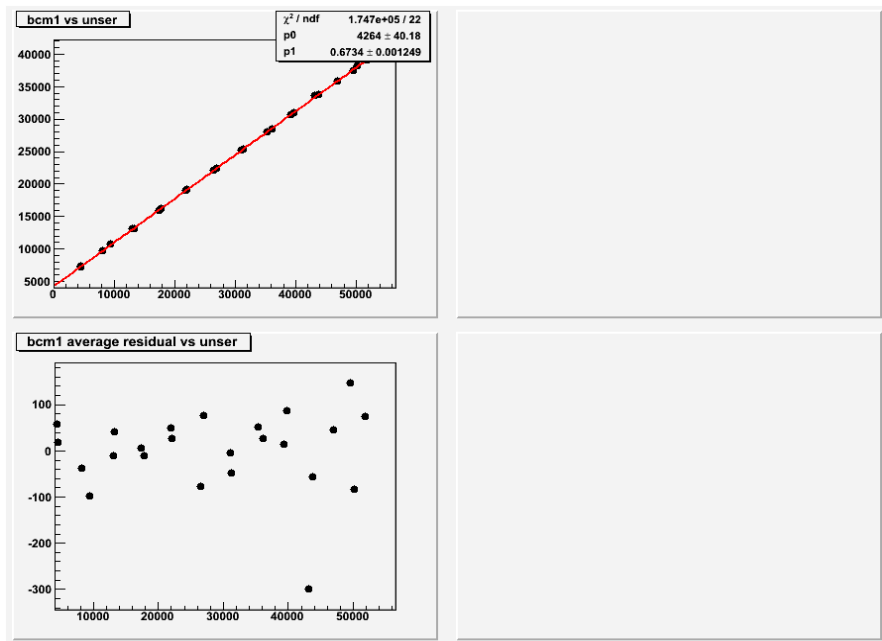 bcm1 vs unser
χ² / ndf 1.747e+05 / 22
p0 4264 ± 40.18
p1 0.6734 ± 0.001249
40000
35000
30000
25000
20000
15000
10000
5000
0 10000 20000 30000 40000 50000
bcm1 average residual vs unser
100
0
-100
-200
-300
10000 20000 30000 40000 50000